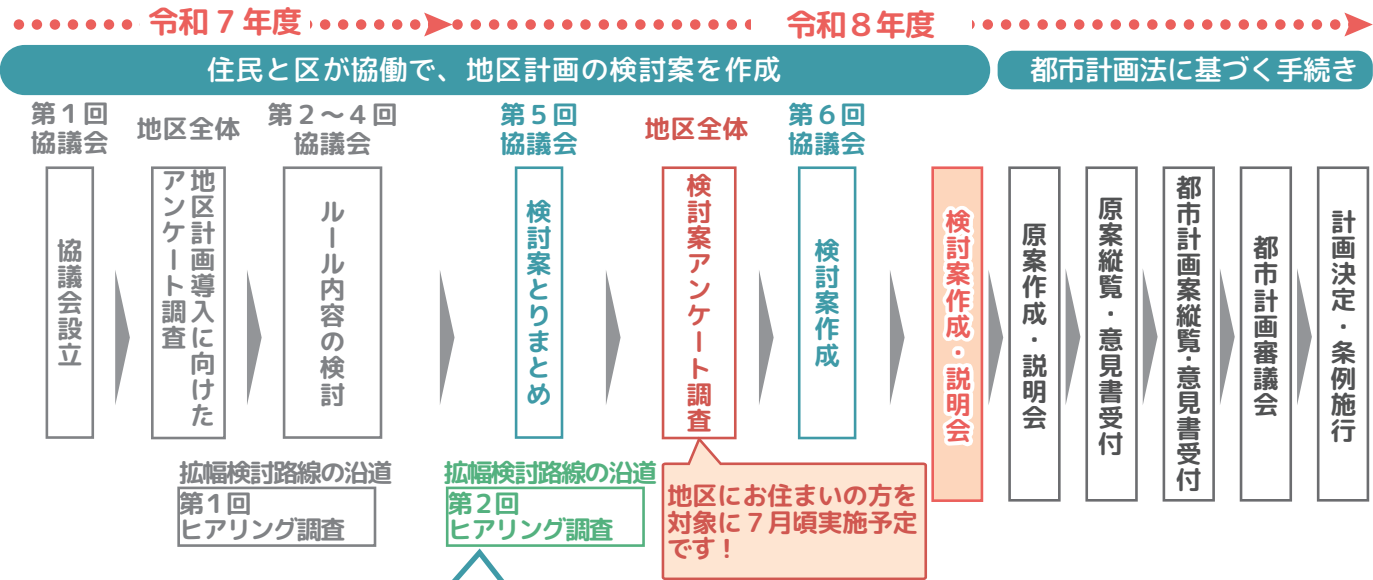 令和７年度
令和８年度
住民と区が協働で、地区計画の検討案を作成
都市計画法に基づく手続き
第１回
協議会
地区全体
第２～４回
協議会
第５回
協議会
地区全体
第６回
協議会
協議会設立
地区計画導入に向けた
アンケート調査
ルール内容の検討
検討案とりまとめ
検討案アンケート調査
検討案作成
検討案作成・説明会
原案作成・説明会
原案縦覧・意見書受付
都市計画案縦覧・意見書受付
都市計画審議会
計画決定・条例施行
拡幅検討路線の沿道
第１回
ヒアリング調査
拡幅検討路線の沿道
第２回
ヒアリング調査
地区にお住まいの方を
対象に７月頃実施予定
です！